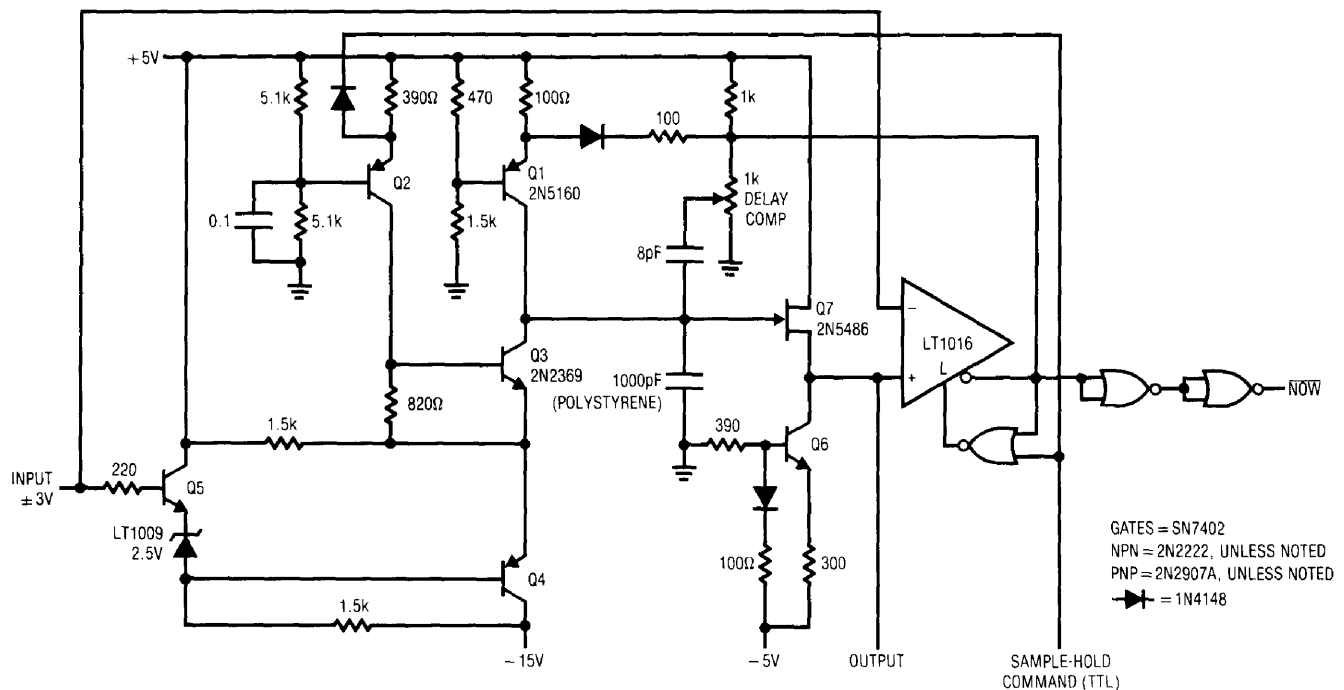 +5V
5.1k
390Ω
470
100Ω
100
1k
Q2
Q1
2N5160
1k
DELAY
COMP
0.1
5.1k
1.5k
8pF
Q7
2N5486
−
LT1016
+
L
Q3
2N2369
1000pF
(POLYSTYRENE)
820Ω
NOW
1.5k
390
Q6
INPUT
±3V
220
Q5
LT1009
2.5V
Q4
100Ω
300
1.5k
−15V
−5V
OUTPUT
SAMPLE-HOLD
COMMAND (TTL)
GATES = SN7402
NPN = 2N2222, UNLESS NOTED
PNP = 2N2907A, UNLESS NOTED
= 1N4148